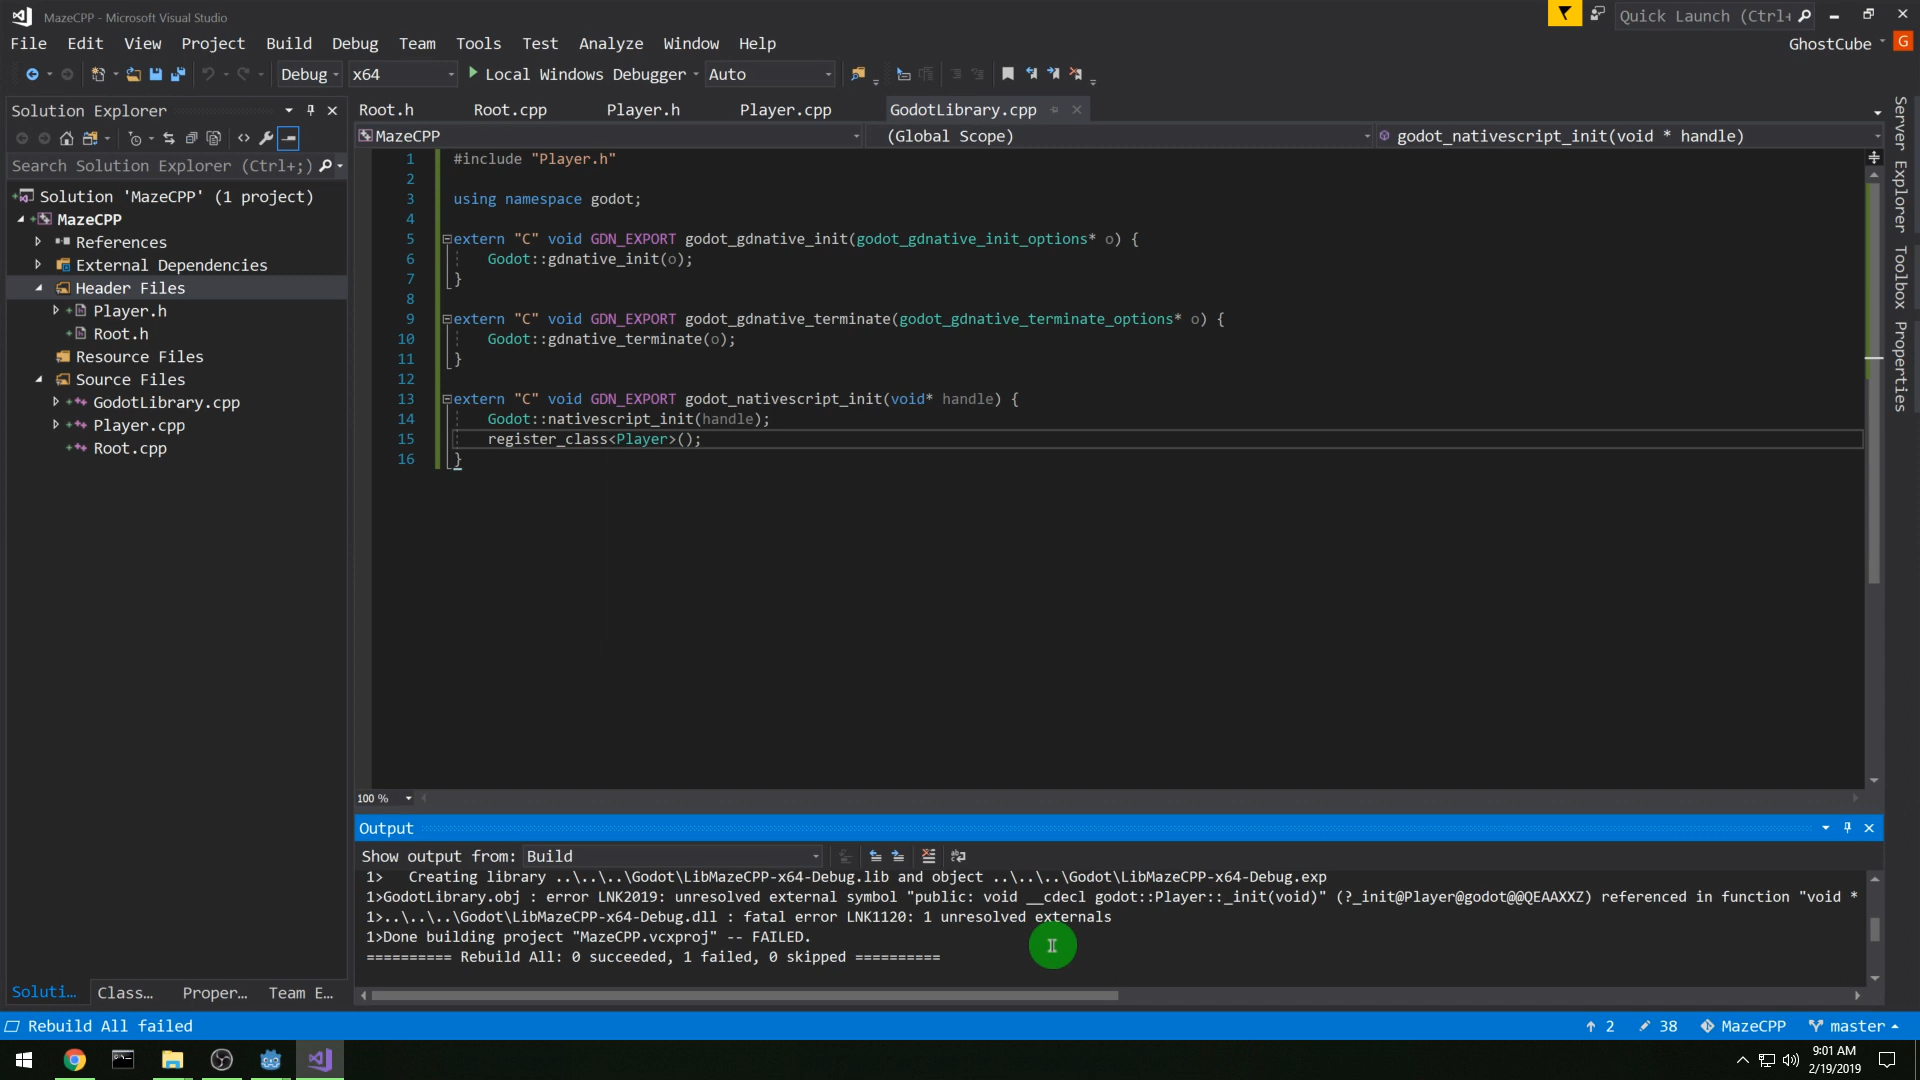 MazeCPP - Microsoft Visual Studio
Quick Launch (Ctrl+
File Edit View Project Build Debug Team Tools Test Analyze Window Help
GhostCube G
Debug x64 Local Windows Debugger Auto
Solution Explorer
Search Solution Explorer (Ctrl+;)
Solution 'MazeCPP' (1 project)
MazeCPP
References
External Dependencies
Header Files
Player.h
Root.h
Resource Files
Source Files
GodotLibrary.cpp
Player.cpp
Root.cpp
Soluti... Class... Proper... Team E...
Root.h Root.cpp Player.h Player.cpp GodotLibrary.cpp
MazeCPP (Global Scope) godot_nativescript_init(void * handle)
1 #include "Player.h"
2
3 using namespace godot;
4
5 extern "C" void GDN_EXPORT godot_gdnative_init(godot_gdnative_init_options* o) {
6 Godot::gdnative_init(o);
7 }
8
9 extern "C" void GDN_EXPORT godot_gdnative_terminate(godot_gdnative_terminate_options* o) {
10 Godot::gdnative_terminate(o);
11 }
12
13 extern "C" void GDN_EXPORT godot_nativescript_init(void* handle) {
14 Godot::nativescript_init(handle);
15 register_class<Player>();
16 }
100 %
Server Explorer
Toolbox
Properties
Output
Show output from: Build
1> Creating library ..\..\..\Godot\LibMazeCPP-x64-Debug.lib and object ..\..\..\Godot\LibMazeCPP-x64-Debug.exp
1>GodotLibrary.obj : error LNK2019: unresolved external symbol "public: void __cdecl godot::Player::_init(void)" (?_init@Player@godot@@QEAAXXZ) referenced in function "void *
1>..\..\..\Godot\LibMazeCPP-x64-Debug.dll : fatal error LNK1120: 1 unresolved externals
1>Done building project "MazeCPP.vcxproj" -- FAILED.
========== Rebuild All: 0 succeeded, 1 failed, 0 skipped ==========
Rebuild All failed
2 38 MazeCPP master
9:01 AM
2/19/2019